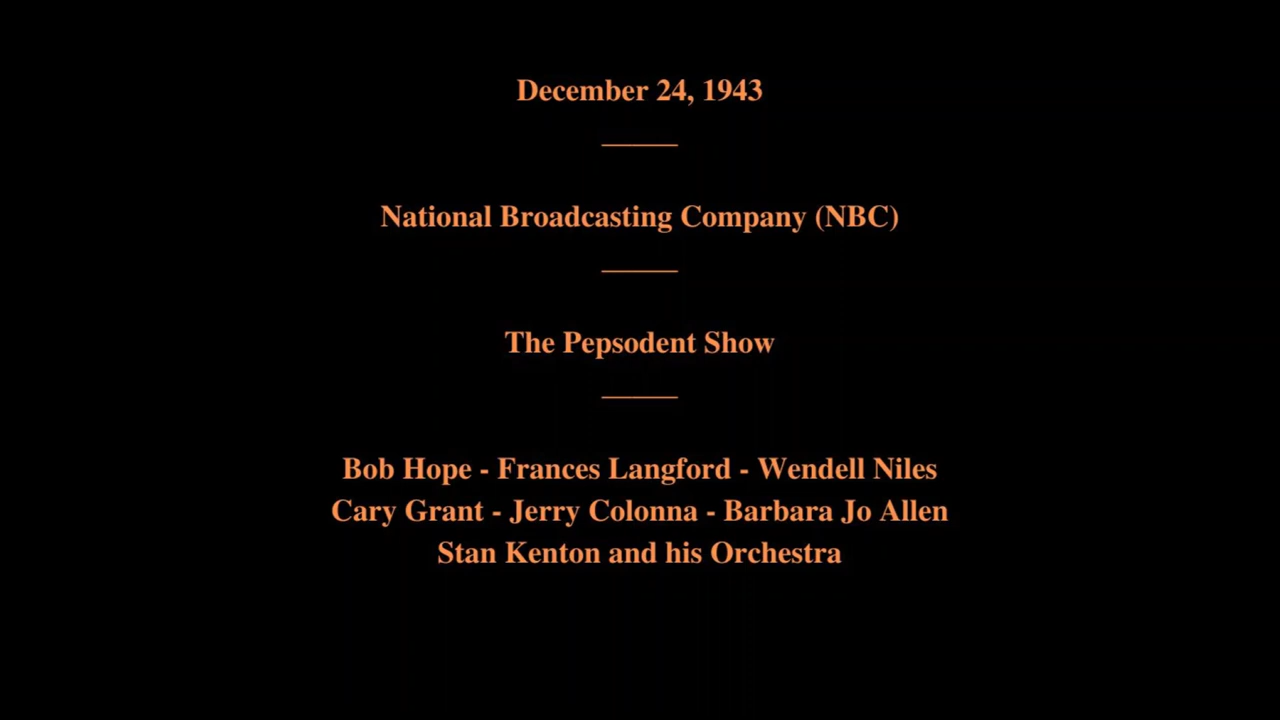 December 24, 1943
National Broadcasting Company (NBC)
The Pepsodent Show
Bob Hope - Frances Langford - Wendell Niles
Cary Grant - Jerry Colonna - Barbara Jo Allen
Stan Kenton and his Orchestra